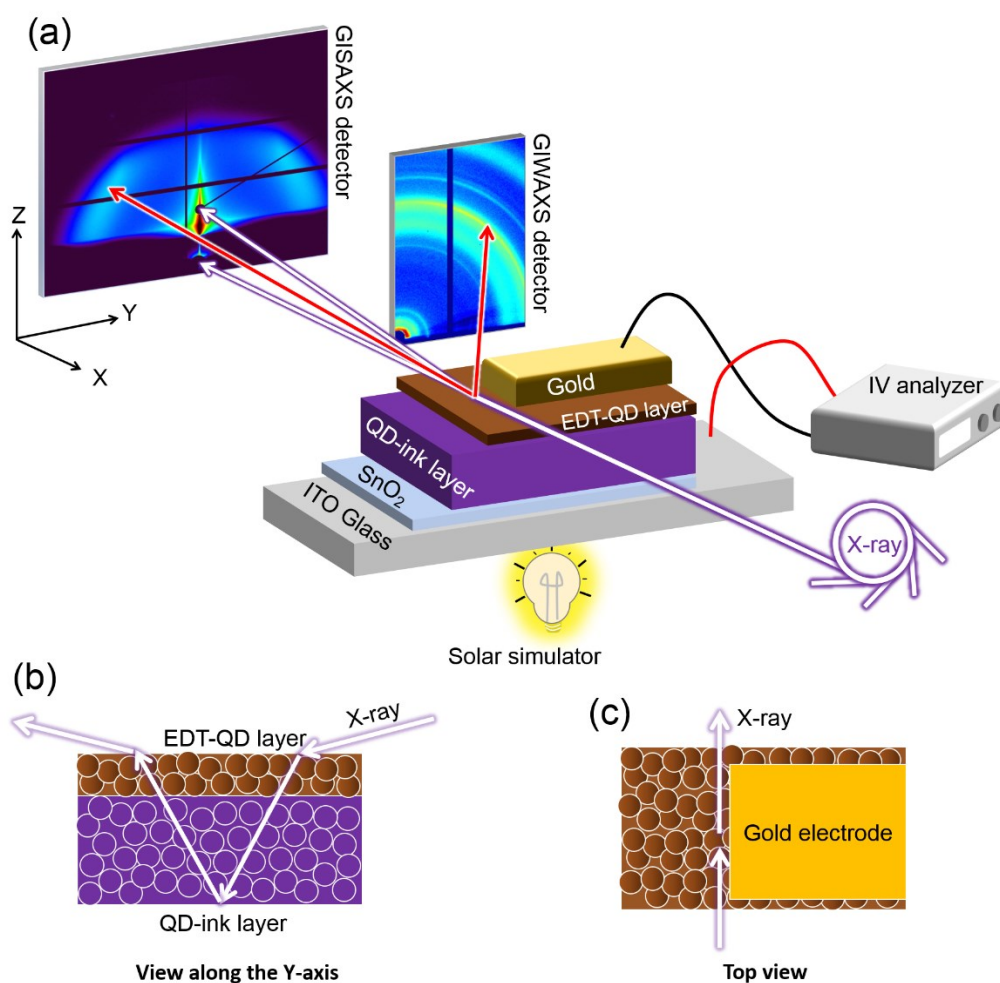 (a)
GISAXS detector
GIWAXS detector
Z
Y
X
Gold
EDT-QD layer
QD-ink layer
SnO₂
ITO Glass
IV analyzer
X-ray
Solar simulator
(b)
X-ray
EDT-QD layer
QD-ink layer
View along the Y-axis
(c)
X-ray
Gold electrode
Top view